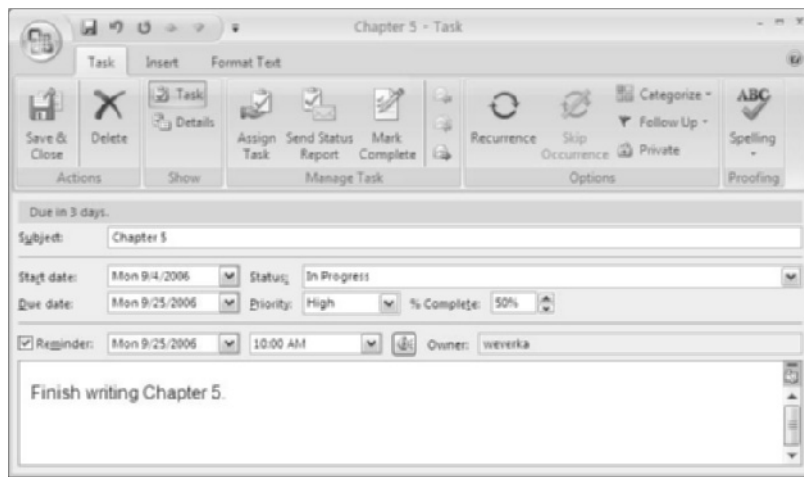 Chapter 5 - Task
Task Insert Format Text
Save & Close
Delete
Task
Details
Assign Task
Send Status Report
Mark Complete
Recurrence
Skip Occurrence
Categorize
Follow Up
Private
ABC
Spelling
Actions Show Manage Task Options Proofing
Due in 3 days.
Subject: Chapter 5
Start date: Mon 9/4/2006 Status: In Progress
Due date: Mon 9/25/2006 Priority: High % Complete: 50%
Reminder: Mon 9/25/2006 10:00 AM Owner: weverka
Finish writing Chapter 5.